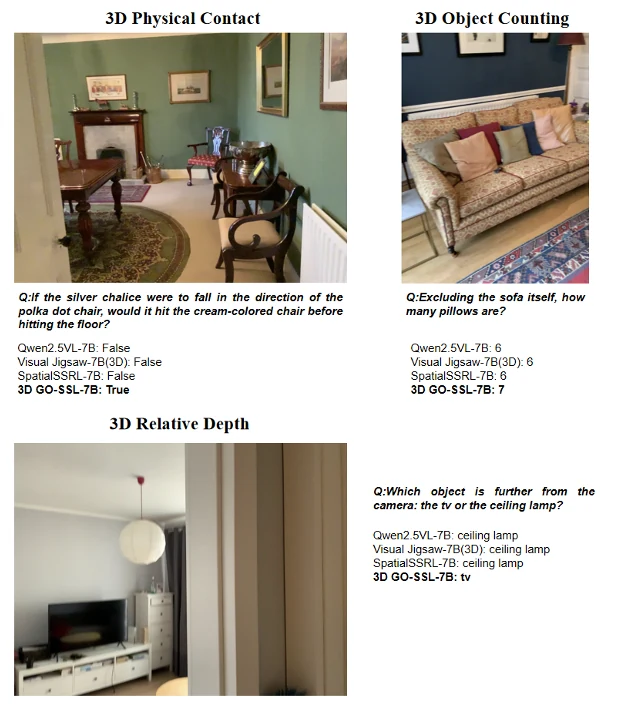 3D Physical Contact
Q:If the silver chalice were to fall in the direction of the
polka dot chair, would it hit the cream-colored chair before
hitting the floor?
Qwen2.5VL-7B: False
Visual Jigsaw-7B(3D): False
SpatialSSRL-7B: False
3D GO-SSL-7B: True
3D Object Counting
Q:Excluding the sofa itself, how
many pillows are?
Qwen2.5VL-7B: 6
Visual Jigsaw-7B(3D): 6
SpatialSSRL-7B: 6
3D GO-SSL-7B: 7
3D Relative Depth
Q:Which object is further from the
camera: the tv or the ceiling lamp?
Qwen2.5VL-7B: ceiling lamp
Visual Jigsaw-7B(3D): ceiling lamp
SpatialSSRL-7B: ceiling lamp
3D GO-SSL-7B: tv